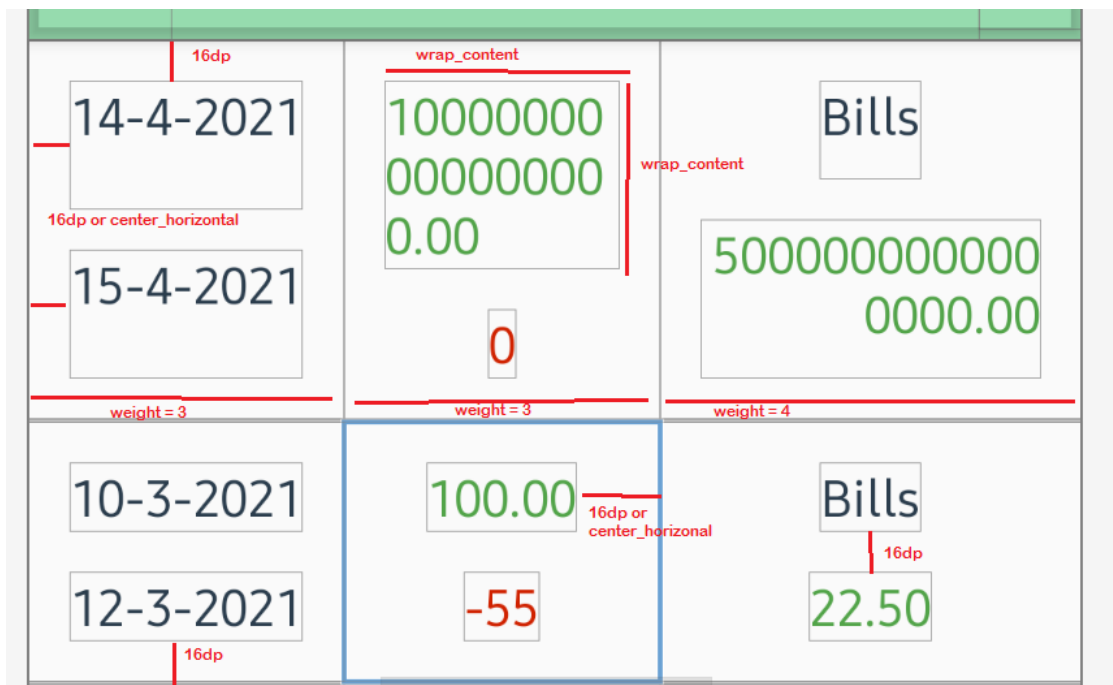 16dp
wrap_content
14-4-2021
10000000
00000000
0.00
Bills
wrap_content
16dp or center_horizontal
15-4-2021
500000000000
0000.00
0
weight = 3
weight = 3
weight = 4
10-3-2021
100.00
Bills
16dp or
center_horizonal
16dp
12-3-2021
-55
22.50
16dp